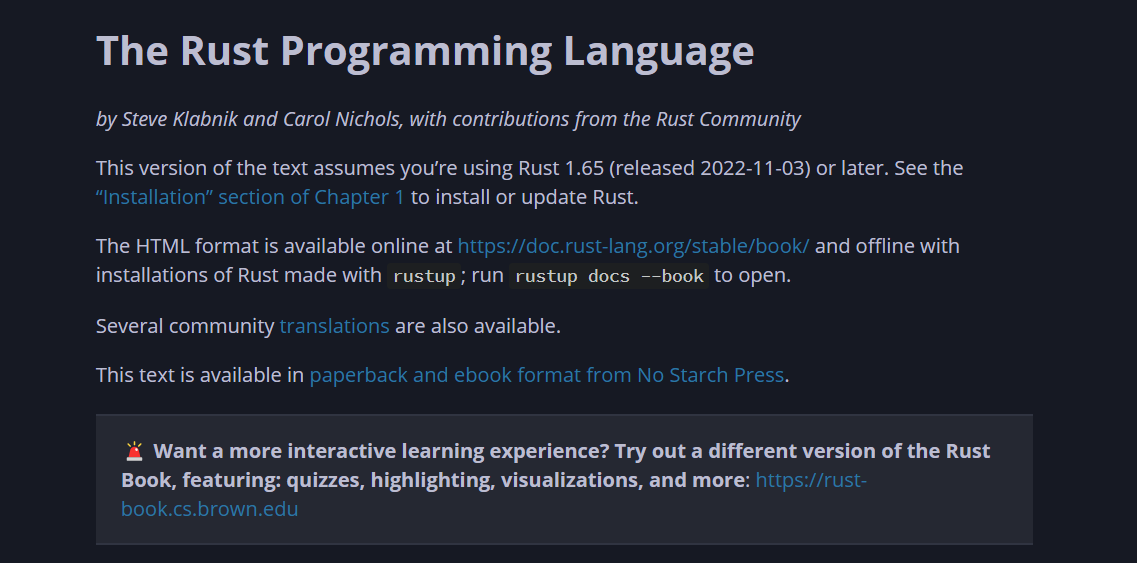 The Rust Programming Language
by Steve Klabnik and Carol Nichols, with contributions from the Rust Community
This version of the text assumes you’re using Rust 1.65 (released 2022-11-03) or later. See the
“Installation” section of Chapter 1 to install or update Rust.
The HTML format is available online at https://doc.rust-lang.org/stable/book/ and offline with
installations of Rust made with rustup; run rustup docs --book to open.
Several community translations are also available.
This text is available in paperback and ebook format from No Starch Press.
🚨 Want a more interactive learning experience? Try out a different version of the Rust
Book, featuring: quizzes, highlighting, visualizations, and more: https://rust-
book.cs.brown.edu